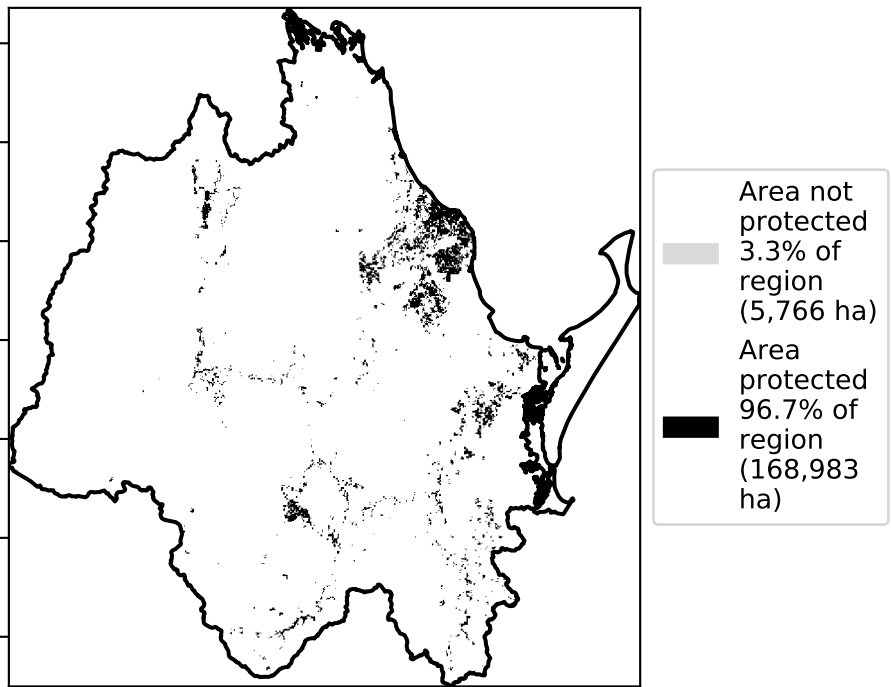 Area not
protected
3.3% of
region
(5,766 ha)
Area
protected
96.7% of
region
(168,983
ha)